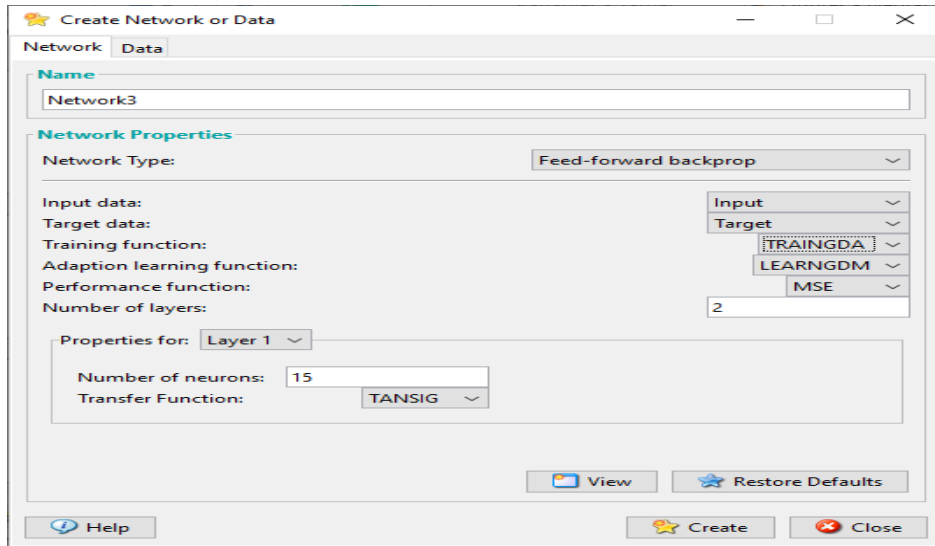 Create Network or Data
Network Data
Name
Network3
Network Properties
Network Type: Feed-forward backprop
Input data: Input
Target data: Target
Training function: TRAINGDA
Adaption learning function: LEARNGDM
Performance function: MSE
Number of layers: 2
Properties for: Layer 1
Number of neurons: 15
Transfer Function: TANSIG
View Restore Defaults
Help Create Close